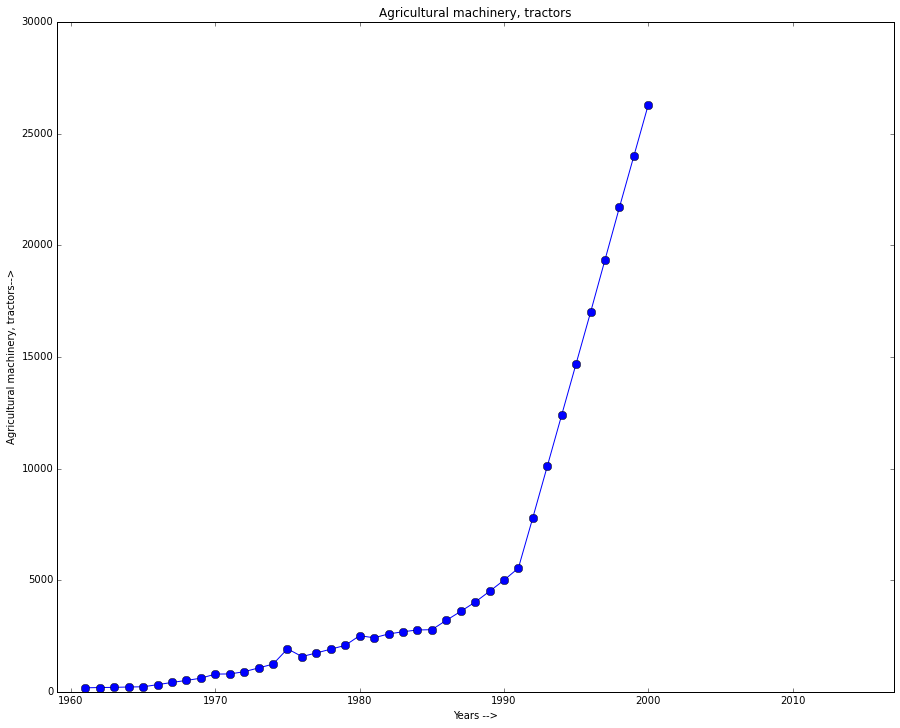 Agricultural machinery, tractors
30000
25000
20000
15000
10000
5000
0
Agricultural machinery, tractors-->
1960 1970 1980 1990 2000 2010
Years -->